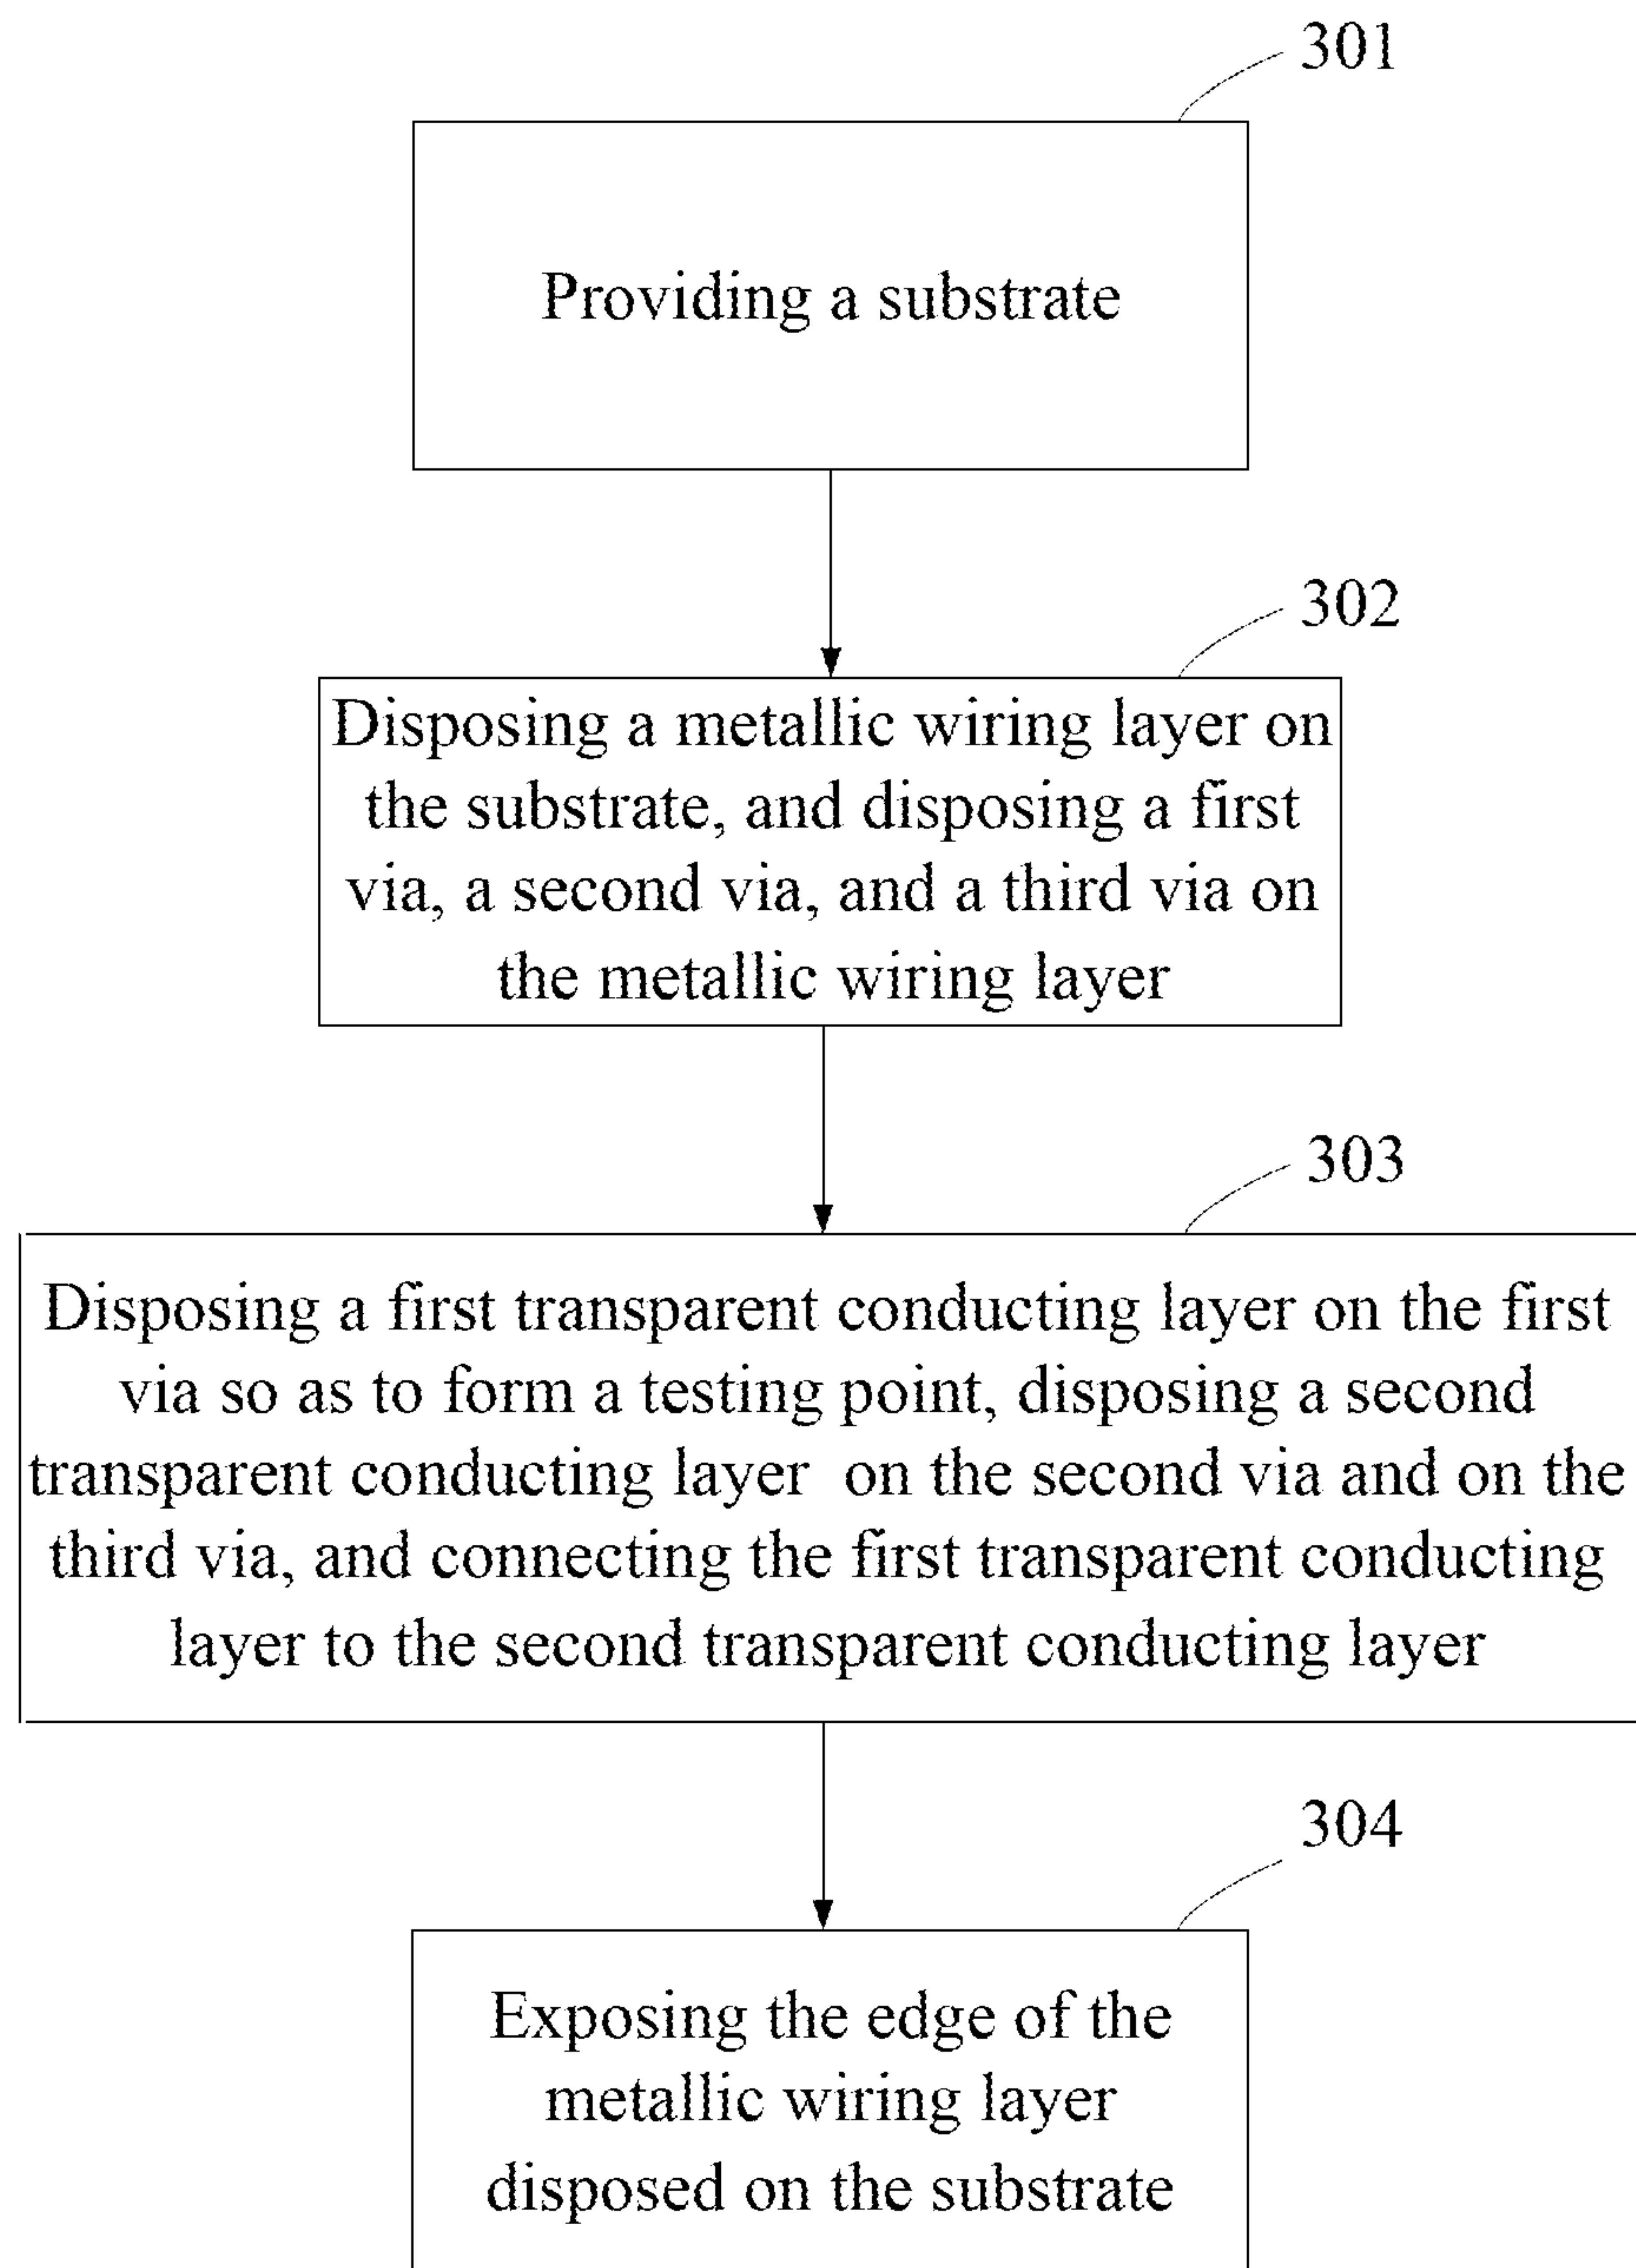 301
Providing a substrate
302
Disposing a metallic wiring layer on
the substrate, and disposing a first
via, a second via, and a third via on
the metallic wiring layer
303
Disposing a first transparent conducting layer on the first
via so as to form a testing point, disposing a second
transparent conducting layer on the second via and on the
third via, and connecting the first transparent conducting
layer to the second transparent conducting layer
304
Exposing the edge of the
metallic wiring layer
disposed on the substrate